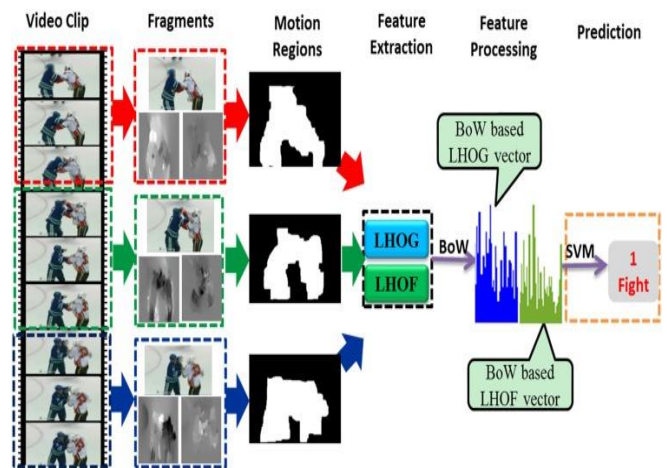 Video Clip
Fragments
Motion
Regions
Feature
Extraction
Feature
Processing
Prediction
BoW based
LHOG vector
LHOG
LHOF
BoW
SVM
1
Fight
BoW based
LHOF vector